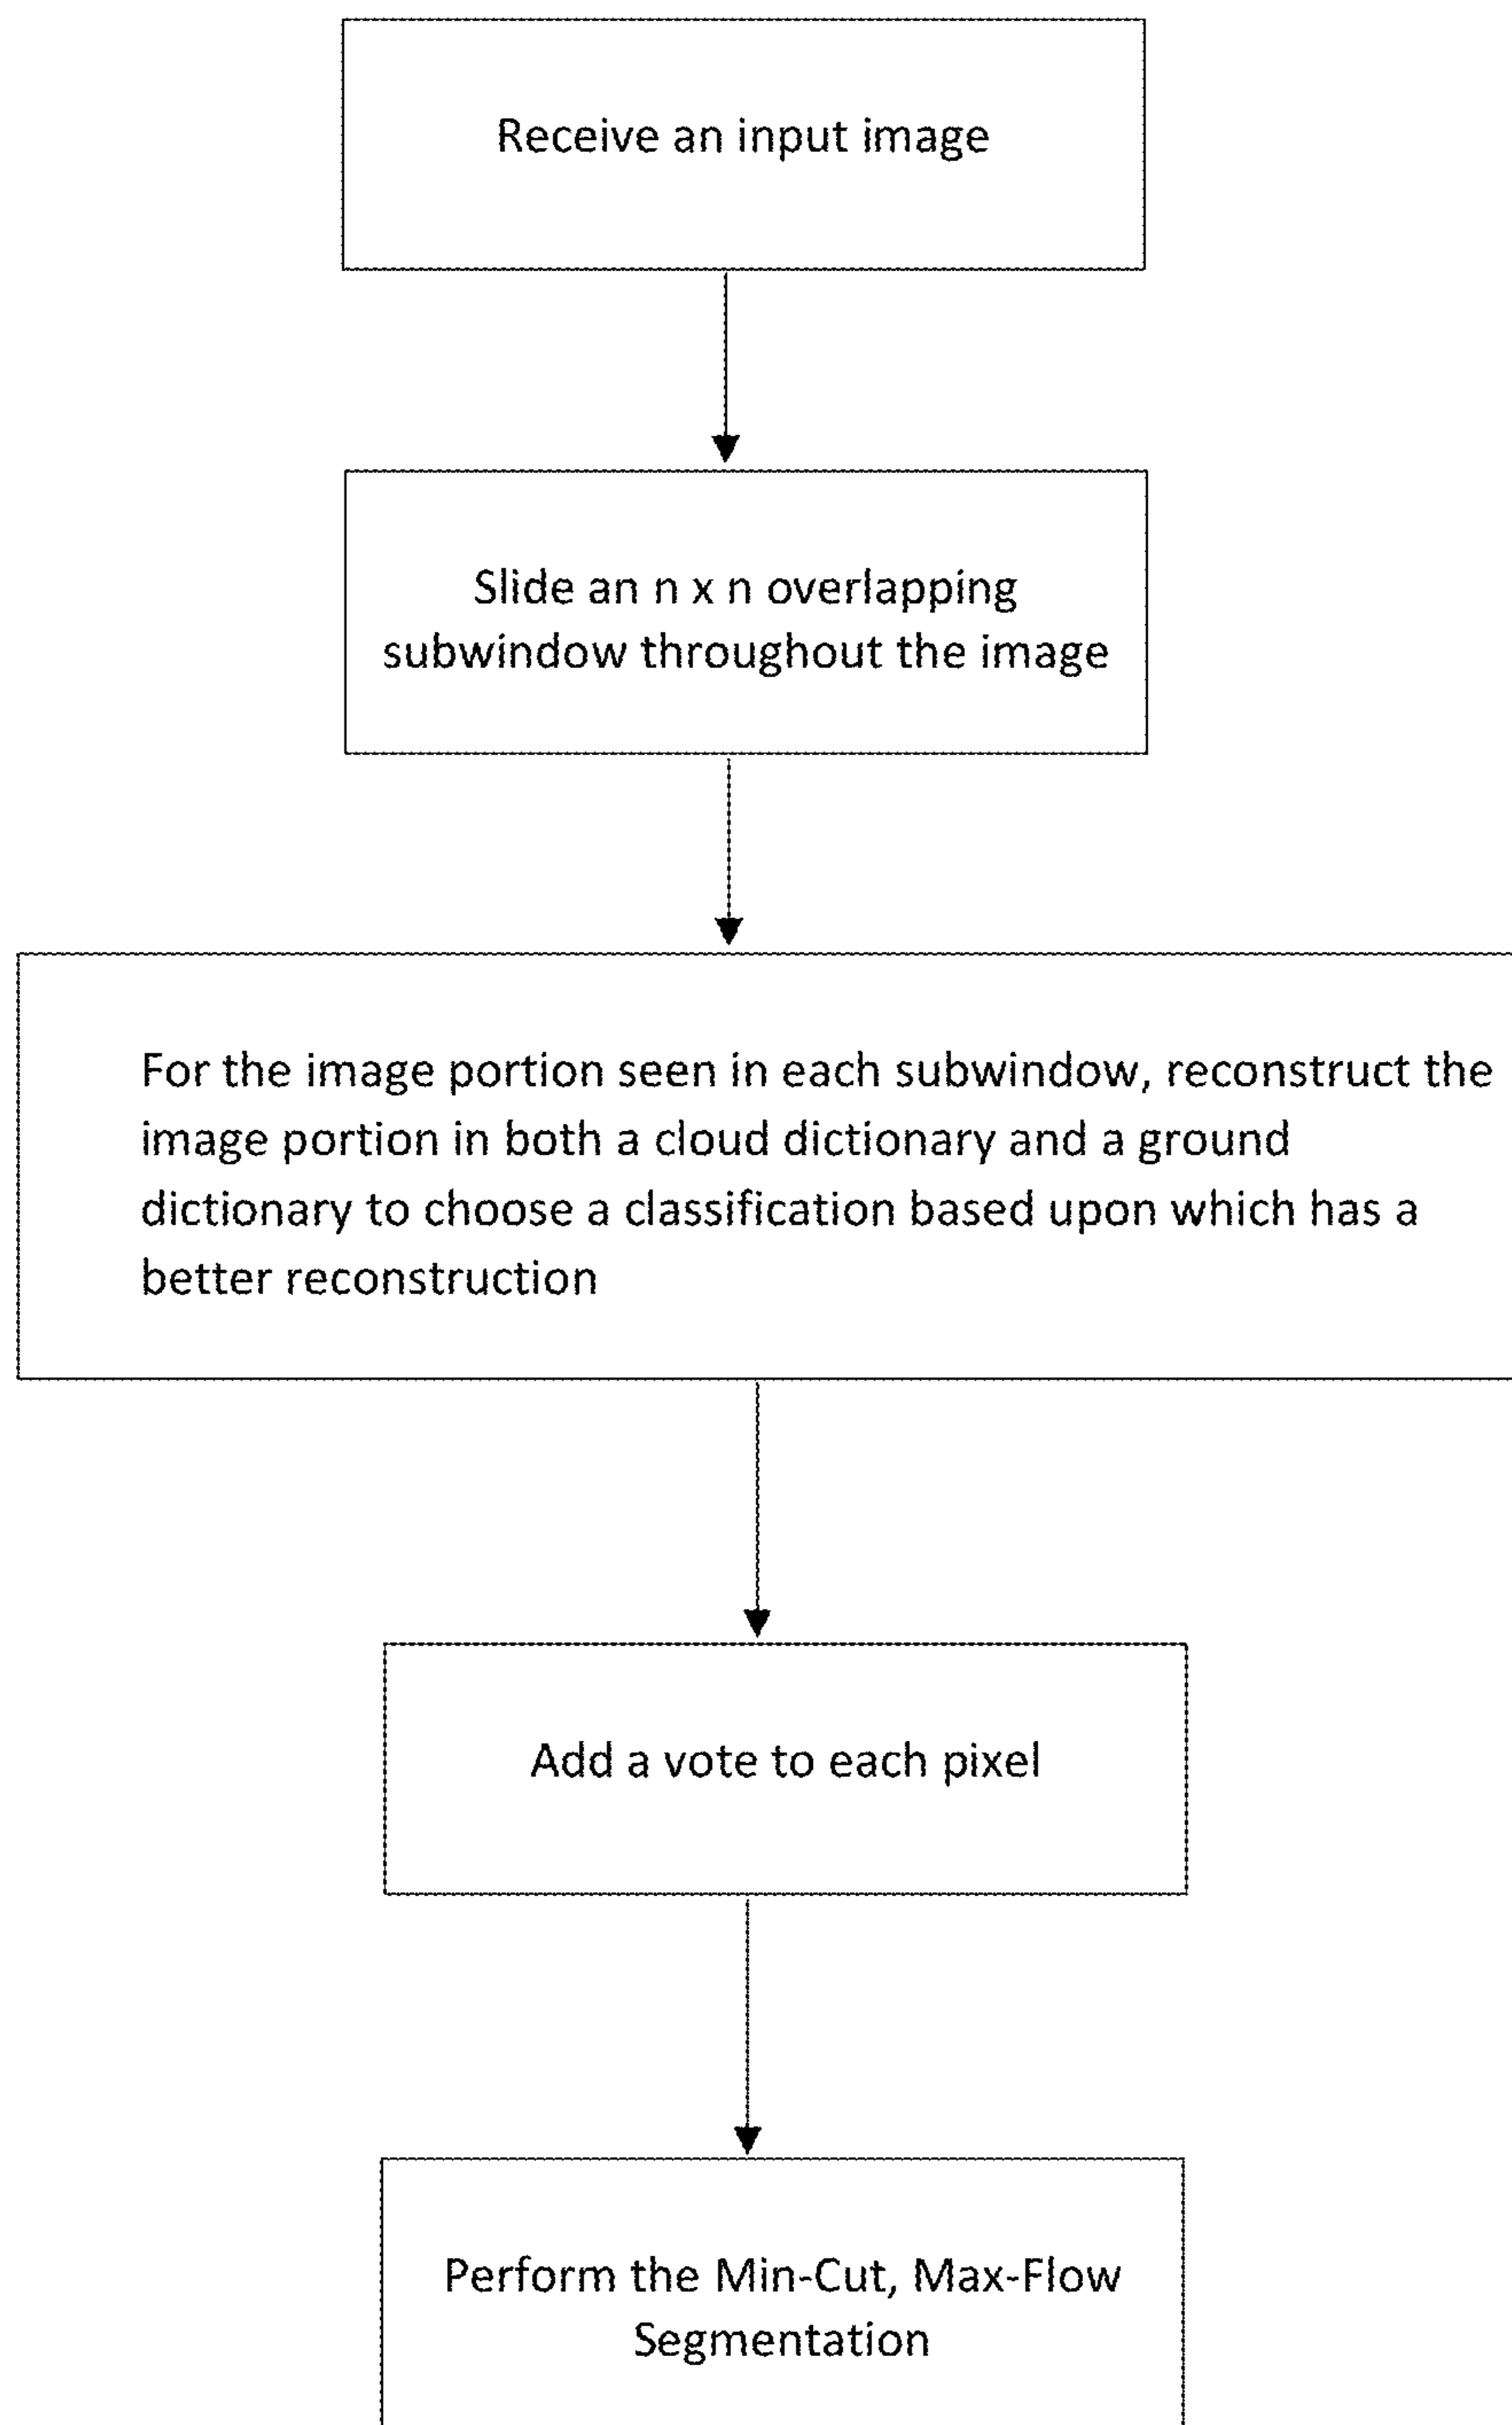 Receive an input image
Slide an n x n overlapping
subwindow throughout the image
For the image portion seen in each subwindow, reconstruct the
image portion in both a cloud dictionary and a ground
dictionary to choose a classification based upon which has a
better reconstruction
Add a vote to each pixel
Perform the Min-Cut, Max-Flow
Segmentation